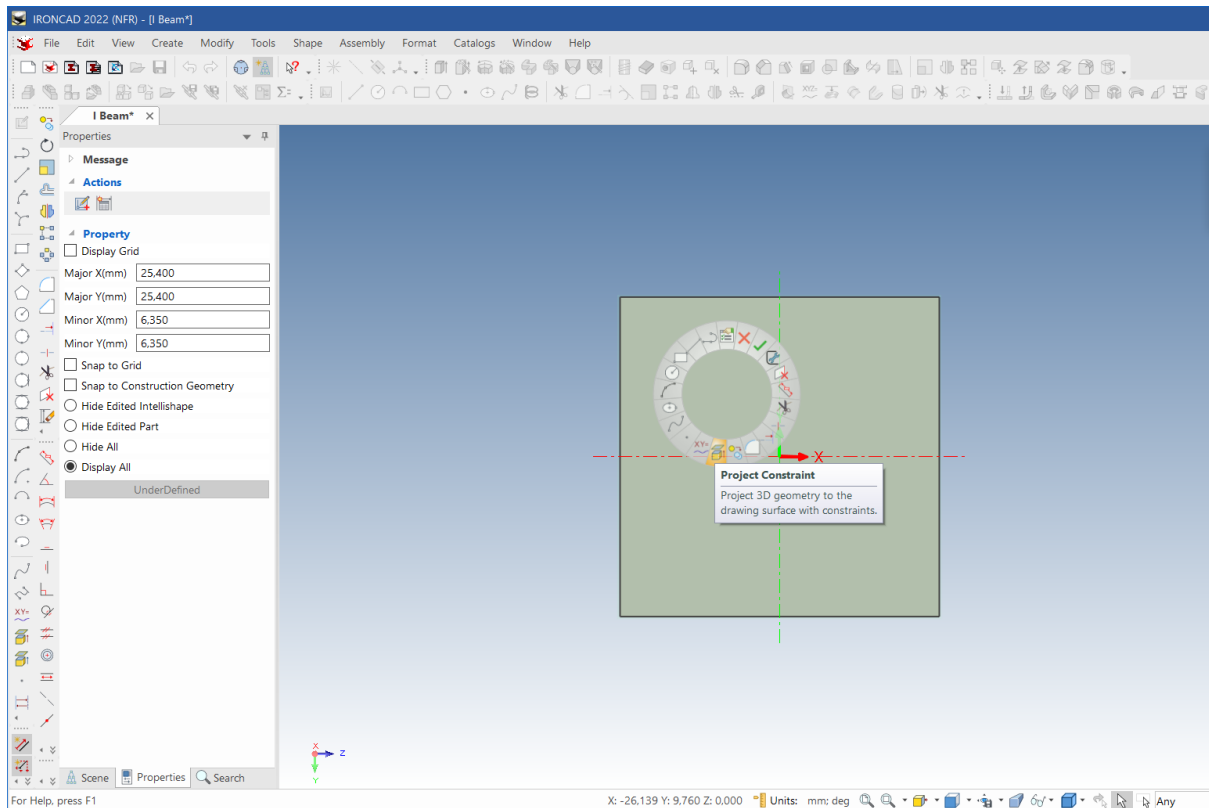 IRONCAD 2022 (NFR) - [I Beam*]
File Edit View Create Modify Tools Shape Assembly Format Catalogs Window Help
I Beam*
Properties
Message
Actions
Property
Display Grid
Major X(mm) 25,400
Major Y(mm) 25,400
Minor X(mm) 6,350
Minor Y(mm) 6,350
Snap to Grid
Snap to Construction Geometry
Hide Edited Intellishape
Hide Edited Part
Hide All
Display All
UnderDefined
XY=
X
Project Constraint
Project 3D geometry to the
drawing surface with constraints.
XY=
X
Z
Y
Scene Properties Search
For Help, press F1
X: -26,139 Y: 9,760 Z: 0,000 Units: mm; deg Any